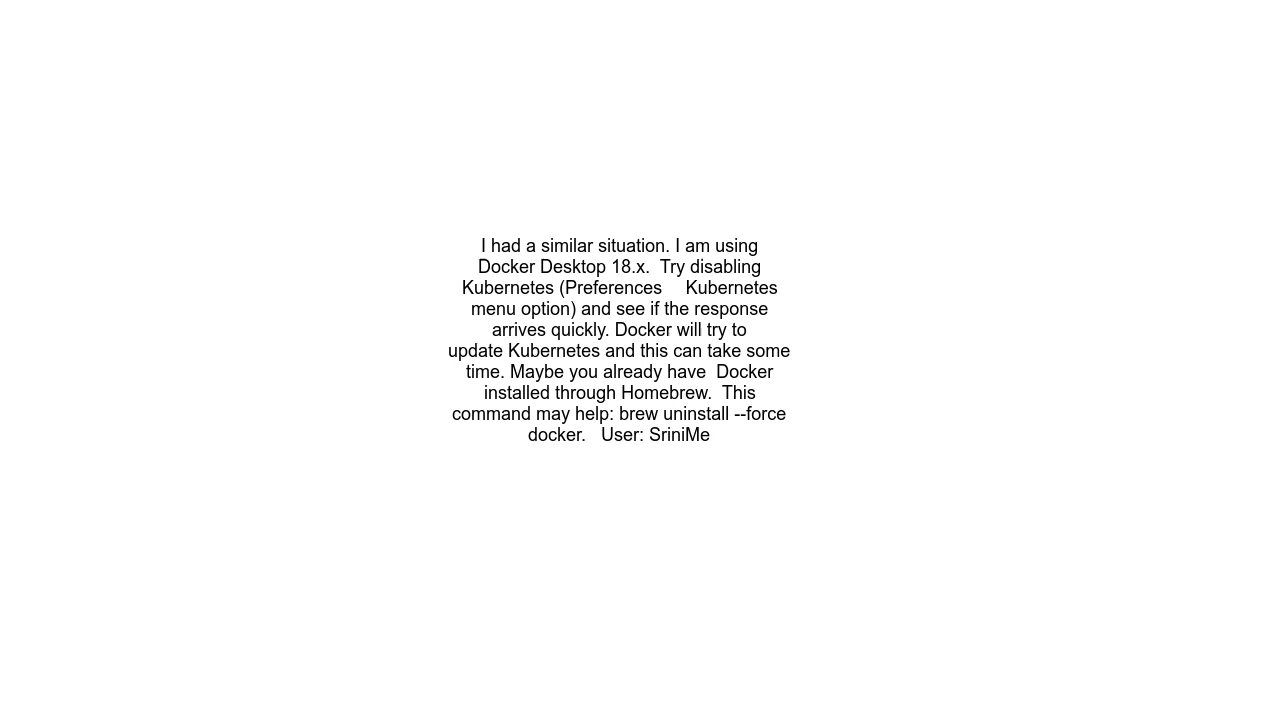 I had a similar situation. I am using
Docker Desktop 18.x.  Try disabling
Kubernetes (Preferences     Kubernetes
menu option) and see if the response
arrives quickly. Docker will try to
update Kubernetes and this can take some
time. Maybe you already have  Docker
installed through Homebrew.  This
command may help: brew uninstall --force
docker.   User: SriniMe